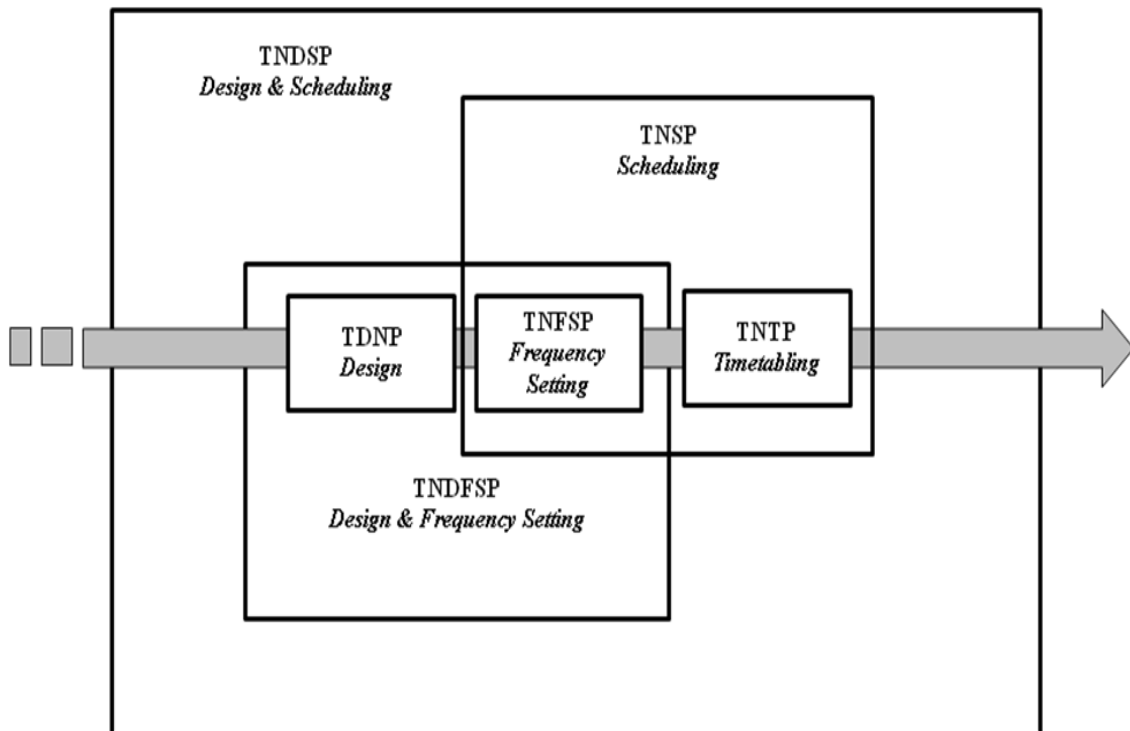 TNDSP
Design & Scheduling
TNSP
Scheduling
TDNP
Design
TNFSP
Frequency
Setting
TNTP
Timetabling
TNDFSP
Design & Frequency Setting